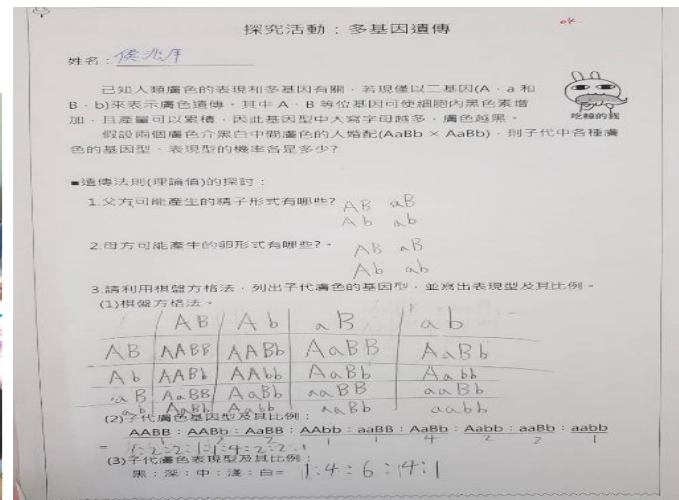 探究活動：多基因遺傳
ok.
姓名：侯兆
已知人類膚色的表現和多基因有關，若現僅以二基因(A、a 和
B、b)來表示膚色遺傳。其中 A、B 等位基因可使細胞內黑色素增
加，且產量可以累積，因此基因型中大寫字母越多，膚色越黑。
假設兩個膚色介黑白中間膚色的人婚配(AaBb × AaBb)，則子代中各種膚
色的基因型、表現型的機率各是多少?
■遺傳法則(理論值)的探討：
1.父方可能產生的精子形式有哪些? AB aB
Ab ab
2.母方可能產生的卵形式有哪些?。 AB aB
Ab ab
3.請利用棋盤方格法，列出子代膚色的基因型，並寫出表現型及其比例。
(1)棋盤方格法。
AB Ab aB ab
AB AABB AABb AaBB AaBb
Ab AABb AAbb AaBb Aabb
aB AaBB AaBb aaBB aaBb
ab AaBb Aabb aaBb aabb
(2)子代膚色基因型及其比例：
AABB : AABb : AaBB : AAbb : aaBB : AaBb : Aabb : aaBb : aabb
1 2 2 1 1 4 2 2 1
= 1:2:2:1:1:4:2:2:1
(3)子代膚色表現型及其比例：
黑：深：中：淺：白= 1:4:6:4:1